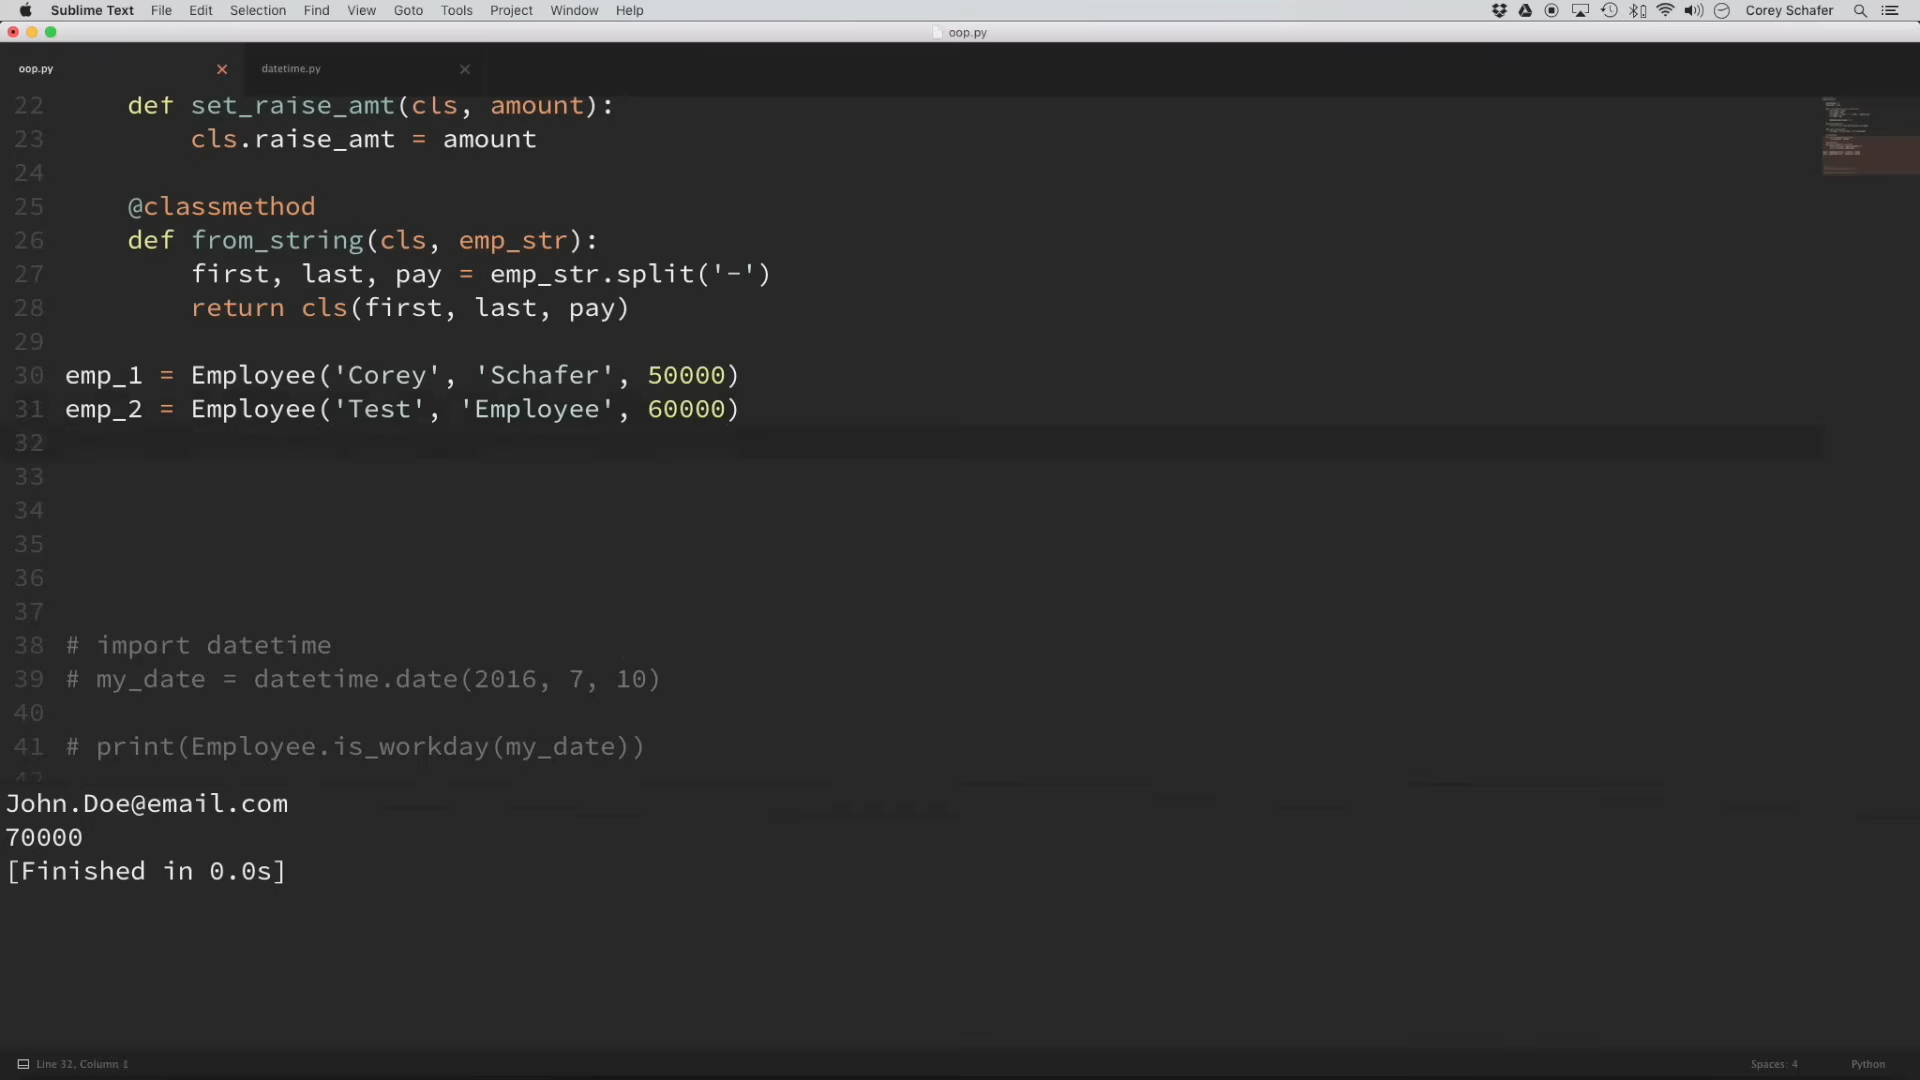 Sublime Text File Edit Selection Find View Goto Tools Project Window Help Corey Schafer
oop.py
oop.py datetime.py
22 def set_raise_amt(cls, amount):
23 cls.raise_amt = amount
24
25 @classmethod
26 def from_string(cls, emp_str):
27 first, last, pay = emp_str.split('-')
28 return cls(first, last, pay)
29
30 emp_1 = Employee('Corey', 'Schafer', 50000)
31 emp_2 = Employee('Test', 'Employee', 60000)
32
33
34
35
36
37
38 # import datetime
39 # my_date = datetime.date(2016, 7, 10)
40
41 # print(Employee.is_workday(my_date))
42
John.Doe@email.com
70000
[Finished in 0.0s]
Line 32, Column Spaces: 4 Python